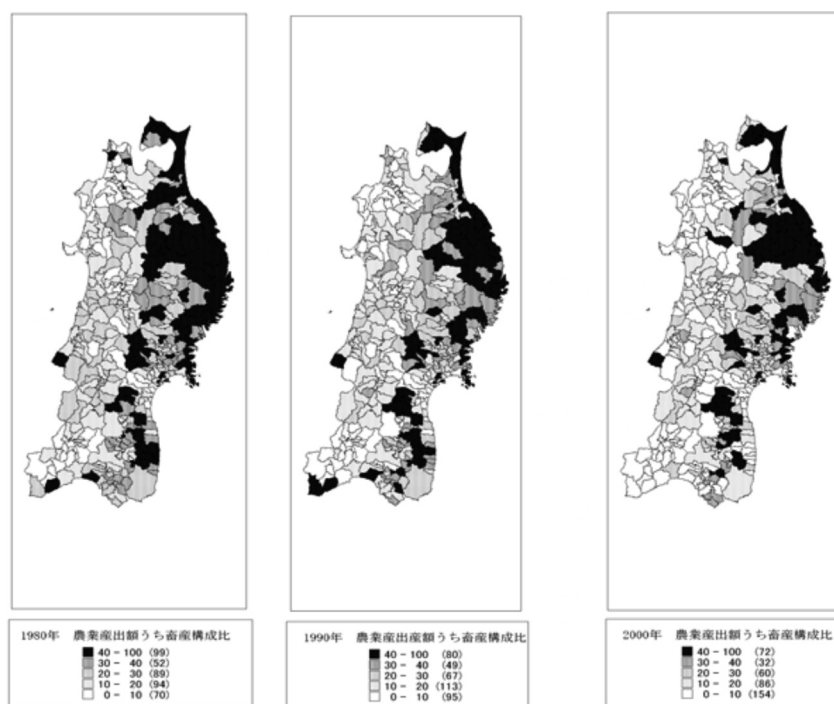 1980年 農業産出額うち畜産構成比
40－100 (99)
30－ 40 (52)
20－ 30 (89)
10－ 20 (94)
0－ 10 (70)
1990年 農業産出産額うち畜産構成比
40－100 (80)
30－ 40 (49)
20－ 30 (67)
10－ 20 (113)
0－ 10 (95)
2000年 農業産出額うち畜産構成比
40－100 (72)
30－ 40 (32)
20－ 30 (60)
10－ 20 (86)
0－ 10 (154)